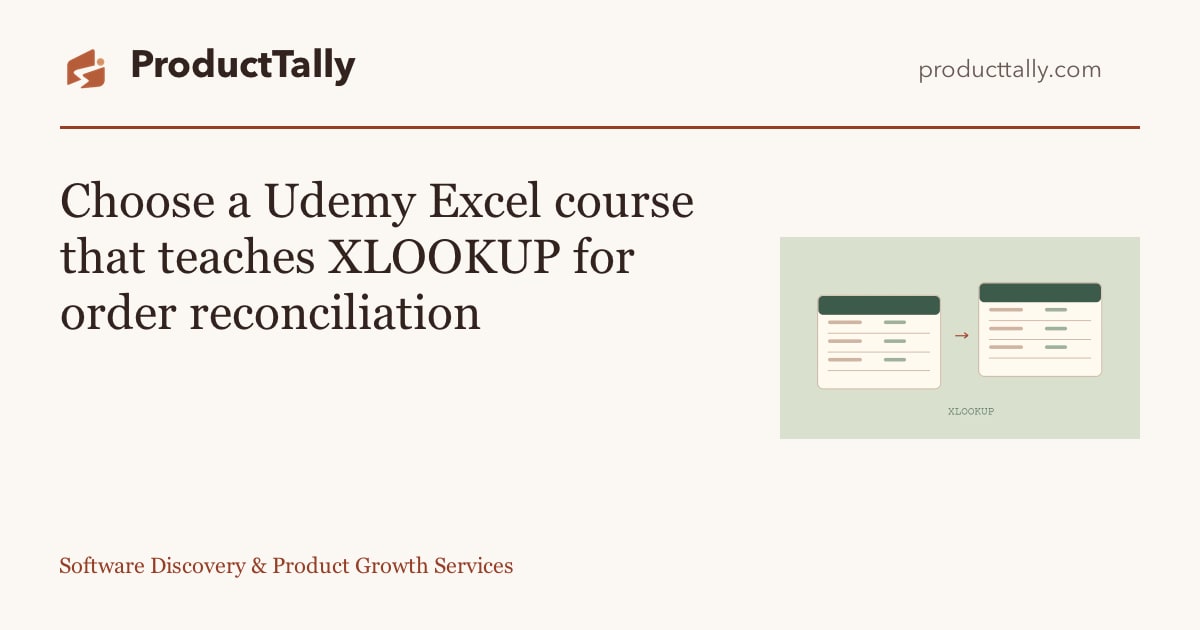 ProductTally
producttally.com
Choose a Udemy Excel course
that teaches XLOOKUP for
order reconciliation
XLOOKUP
Software Discovery & Product Growth Services